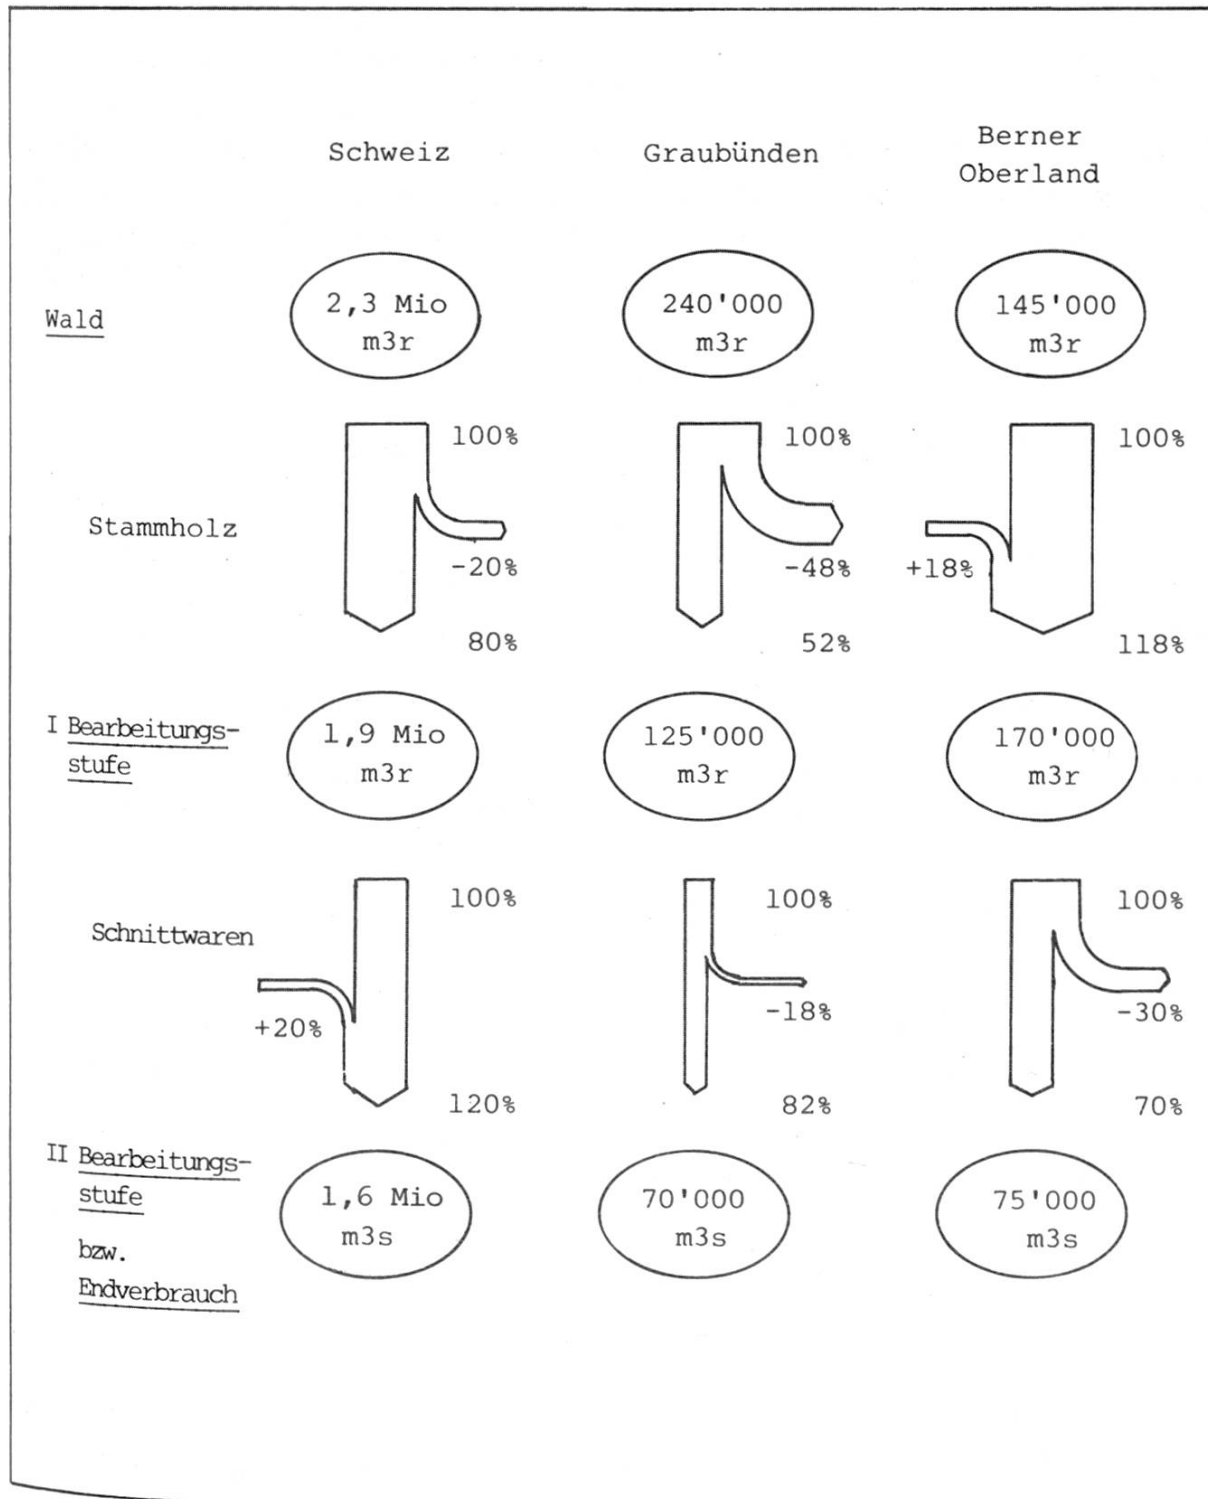 Schweiz
Graubünden
Berner
Oberland
Wald
2,3 Mio
m3r
240'000
m3r
145'000
m3r
100%
100%
100%
Stammholz
-20%
-48%
+18%
80%
52%
118%
I Bearbeitungs-
stufe
1,9 Mio
m3r
125'000
m3r
170'000
m3r
100%
100%
100%
Schnittwaren
+20%
-18%
-30%
120%
82%
70%
II Bearbeitungs-
stufe
bzw.
Endverbrauch
1,6 Mio
m3s
70'000
m3s
75'000
m3s